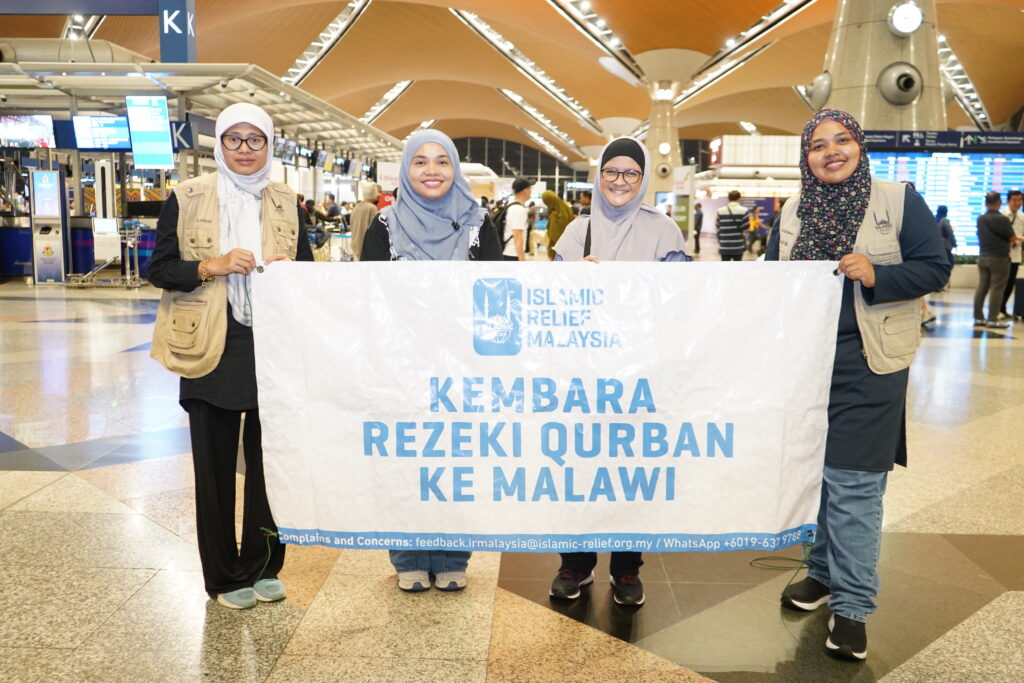 K
K
ISLAMIC
RELIEF
MALAYSIA
KEMBARA
REZEKI QURBAN
KE MALAWI
Complains and Concerns: feedback.irmalaysia@islamic-relief.org.my / WhatsApp +6019-637 9788